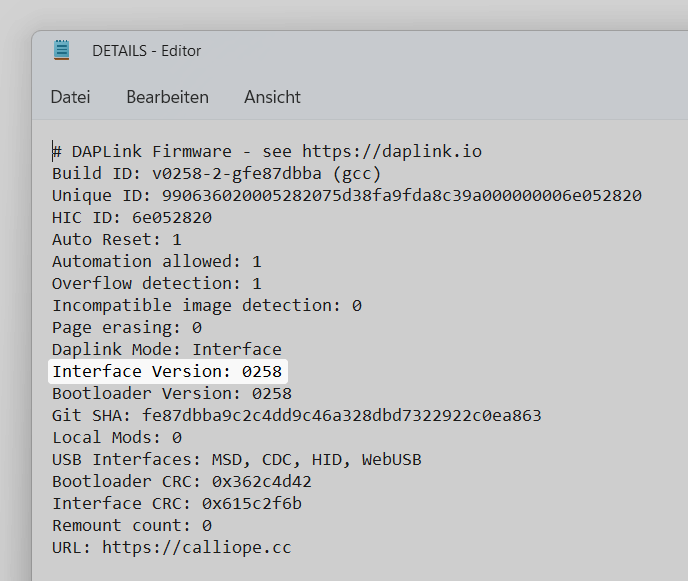 DETAILS - Editor
Datei Bearbeiten Ansicht
# DAPLink Firmware - see https://daplink.io
Build ID: v0258-2-gfe87dbba (gcc)
Unique ID: 990636020005282075d38fa9fda8c39a000000006e052820
HIC ID: 6e052820
Auto Reset: 1
Automation allowed: 1
Overflow detection: 1
Incompatible image detection: 0
Page erasing: 0
Daplink Mode: Interface
Interface Version: 0258
Bootloader Version: 0258
Git SHA: fe87dbba9c2c4dd9c46a328dbd7322922c0ea863
Local Mods: 0
USB Interfaces: MSD, CDC, HID, WebUSB
Bootloader CRC: 0x362c4d42
Interface CRC: 0x615c2f6b
Remount count: 0
URL: https://calliope.cc